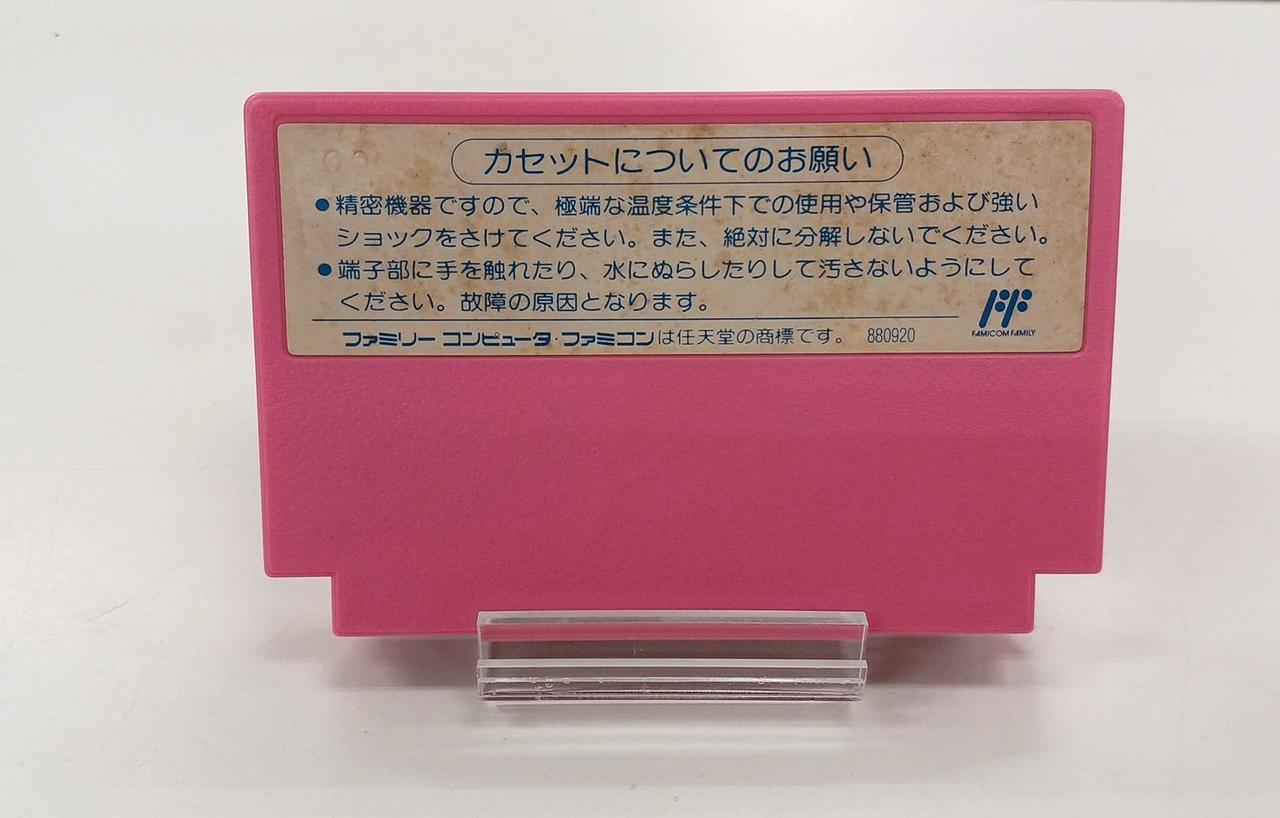 カセットについてのお願い
●精密機器ですので、極端な温度条件下での使用や保管および強い
ショックをさけてください。また、絶対に分解しないでください。
●端子部に手を触れたり、水にぬらしたりして汚さないようにして
ください。故障の原因となります。
FAMICOM FAMILY
ファミリー コンピュータ・ファミコンは任天堂の商標です。 880920